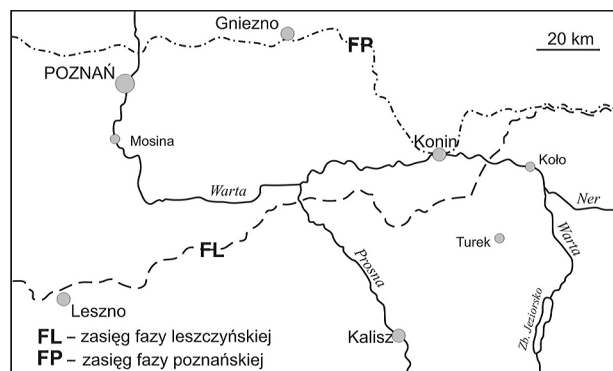 Gniezno
FP
20 km
POZNAŃ
Mosina
Konin
Koło
Warta
Ner
Warta
Turek
FL
Prosna
Leszno
Zb. Jeziorsko
Kalisz
FL – zasięg fazy leszczyńskiej
FP – zasięg fazy poznańskiej